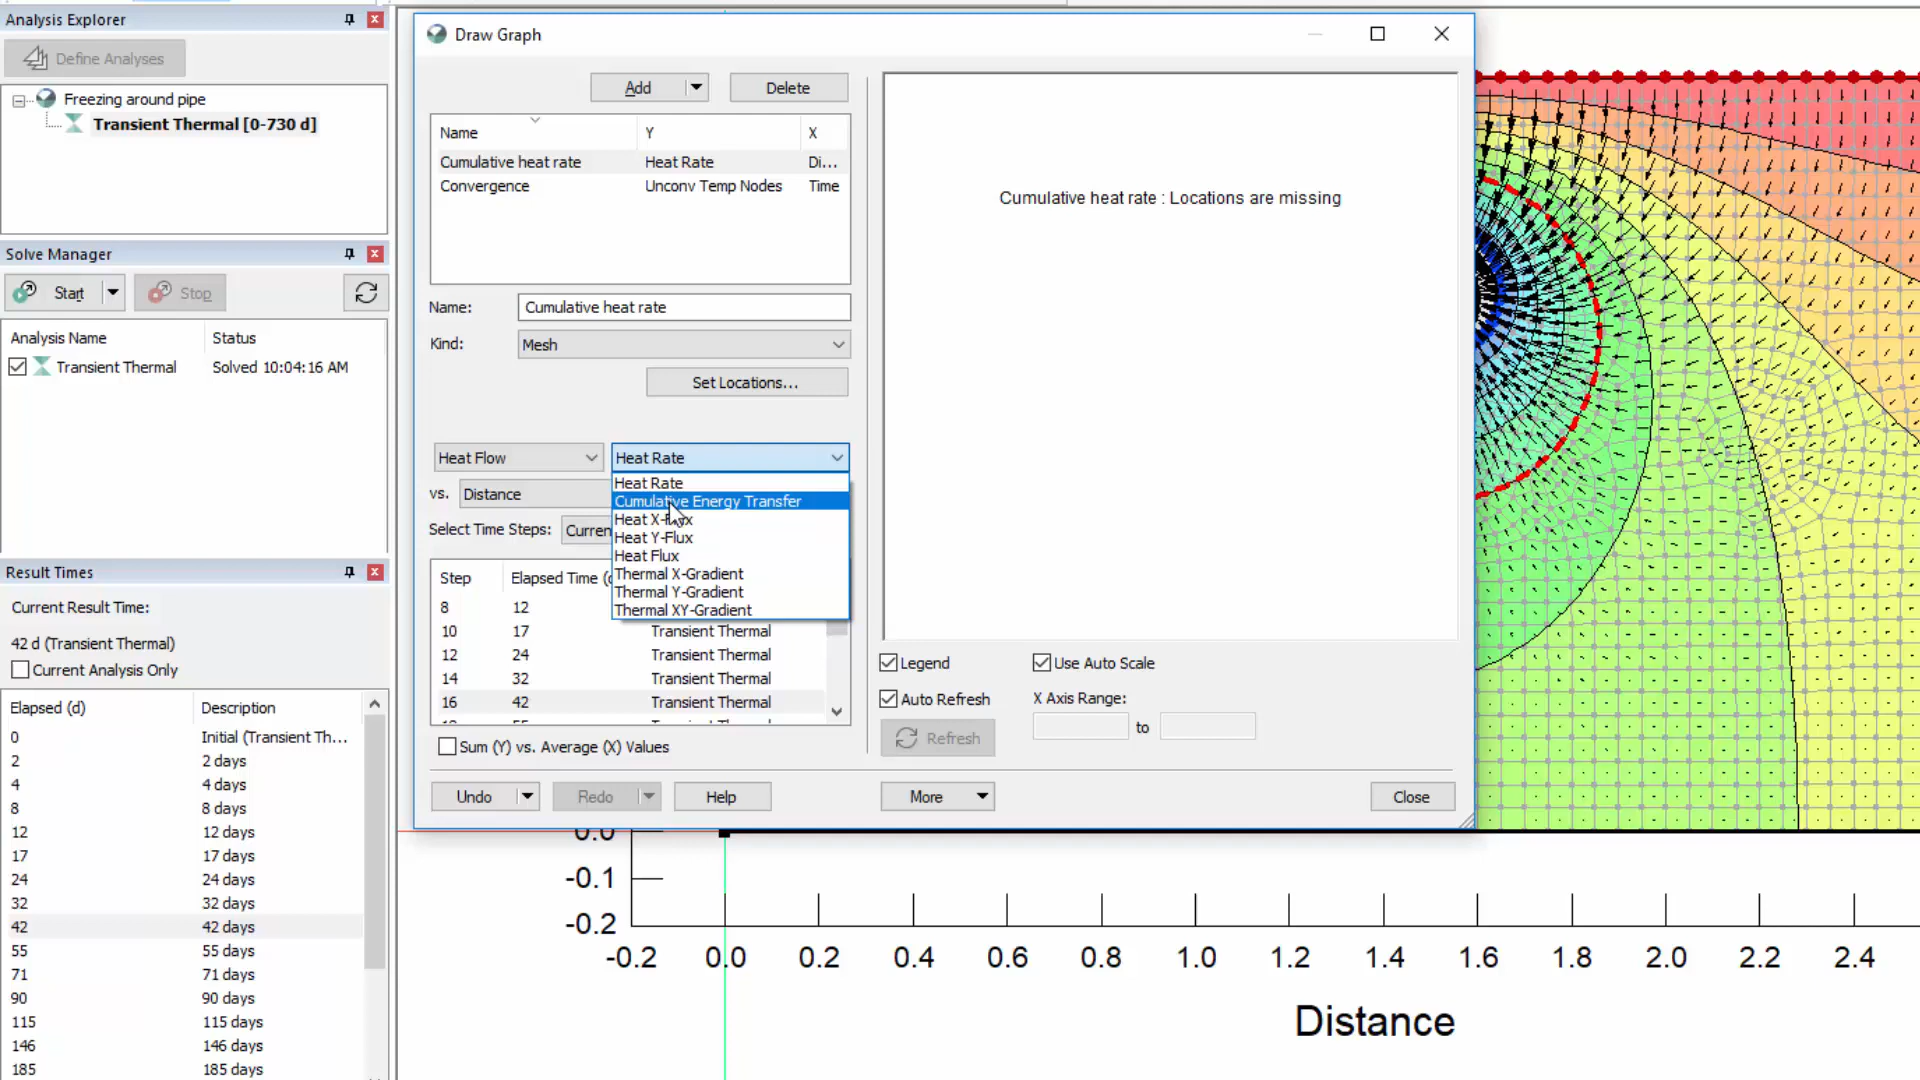 Analysis Explorer
Define Analyses
Freezing around pipe
Transient Thermal [0-730 d]
Solve Manager
Start
Stop
Analysis Name Status
Transient Thermal Solved 10:04:16 AM
Result Times
Current Result Time:
42 d (Transient Thermal)
Current Analysis Only
Elapsed (d) Description
0 Initial (Transient Th...
2 2 days
4 4 days
8 8 days
12 12 days
17 17 days
24 24 days
32 32 days
42 42 days
55 55 days
71 71 days
90 90 days
115 115 days
146 146 days
185 185 days
Draw Graph
Add
Delete
Name Y X
Cumulative heat rate Heat Rate Di...
Convergence Unconv Temp Nodes Time
Name: Cumulative heat rate
Kind: Mesh
Set Locations...
Heat Flow Heat Rate
Heat Rate
Cumulative Energy Transfer
Heat X-Flux
Heat Y-Flux
Heat Flux
Thermal X-Gradient
Thermal Y-Gradient
Thermal XY-Gradient
vs. Distance
Select Time Steps: Curren
Step Elapsed Time (
8 12
10 17 Transient Thermal
12 24 Transient Thermal
14 32 Transient Thermal
16 42 Transient Thermal
Sum (Y) vs. Average (X) Values
Undo
Redo
Help
Cumulative heat rate : Locations are missing
Legend
Use Auto Scale
Auto Refresh
X Axis Range:
Refresh
to
More
Close
0.0
-0.1
-0.2
-0.2 0.0 0.2 0.4 0.6 0.8 1.0 1.2 1.4 1.6 1.8 2.0 2.2 2.4
Distance